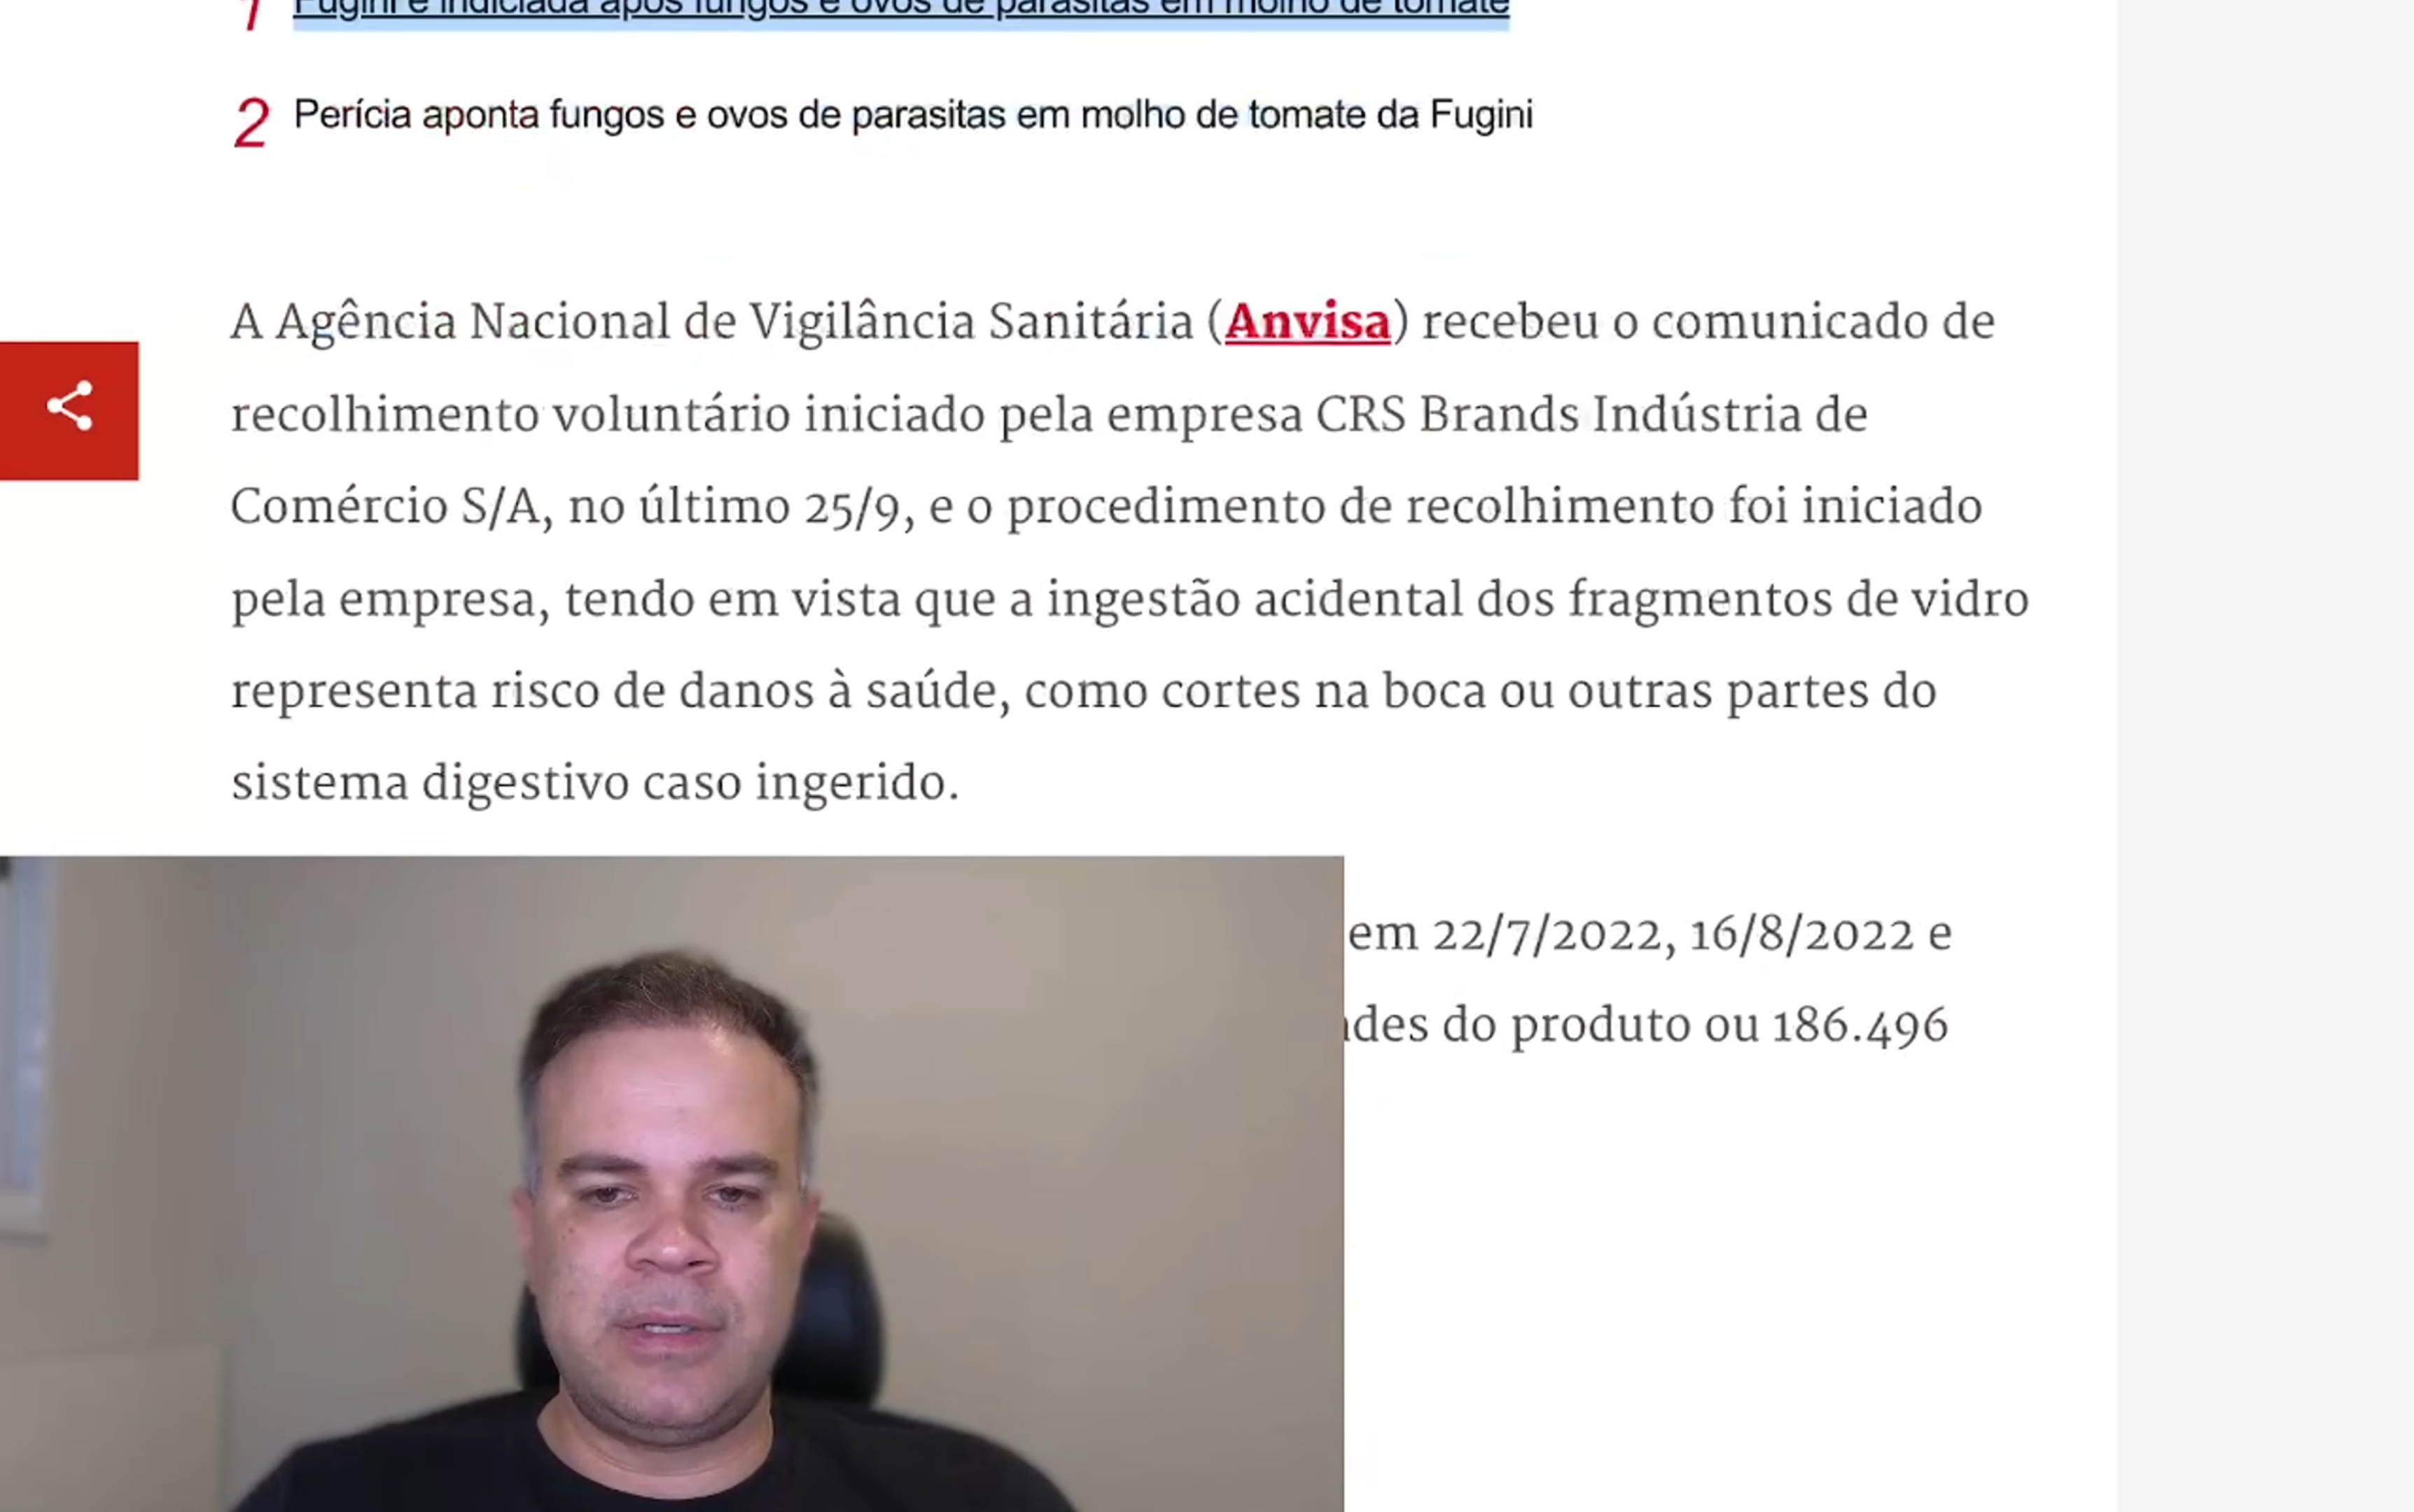 1 Fugini é indiciada após fungos e ovos de parasitas em molho de tomate
2 Perícia aponta fungos e ovos de parasitas em molho de tomate da Fugini
A Agência Nacional de Vigilância Sanitária (Anvisa) recebeu o comunicado de
recolhimento voluntário iniciado pela empresa CRS Brands Indústria de
Comércio S/A, no último 25/9, e o procedimento de recolhimento foi iniciado
pela empresa, tendo em vista que a ingestão acidental dos fragmentos de vidro
representa risco de danos à saúde, como cortes na boca ou outras partes do
sistema digestivo caso ingerido.
em 22/7/2022, 16/8/2022 e
do produto ou 186.496